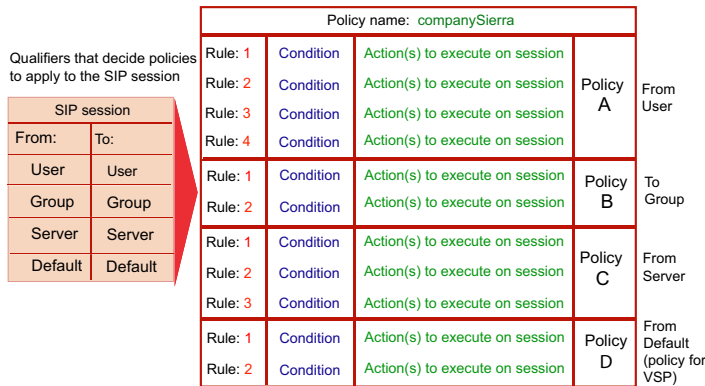 Policy name: companySierra
Qualifiers that decide policies
to apply to the SIP session
SIP session
From: To:
User User
Group Group
Server Server
Default Default
Rule: 1 Condition Action(s) to execute on session
Rule: 2 Condition Action(s) to execute on session
Rule: 3 Condition Action(s) to execute on session
Rule: 4 Condition Action(s) to execute on session
Policy
A
From
User
Rule: 1 Condition Action(s) to execute on session
Rule: 2 Condition Action(s) to execute on session
Policy
B
To
Group
Rule: 1 Condition Action(s) to execute on session
Rule: 2 Condition Action(s) to execute on session
Rule: 3 Condition Action(s) to execute on session
Policy
C
From
Server
Rule: 1 Condition Action(s) to execute on session
Rule: 2 Condition Action(s) to execute on session
Policy
D
From
Default
(policy for
VSP)